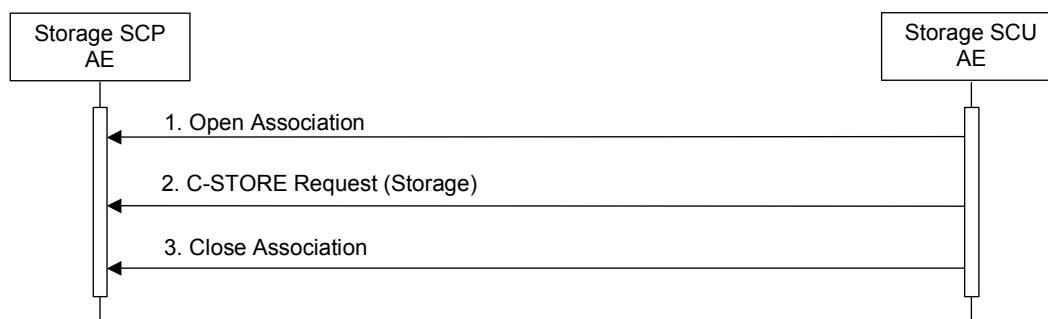 Storage SCP
AE
Storage SCU
AE
1. Open Association
2. C-STORE Request (Storage)
3. Close Association